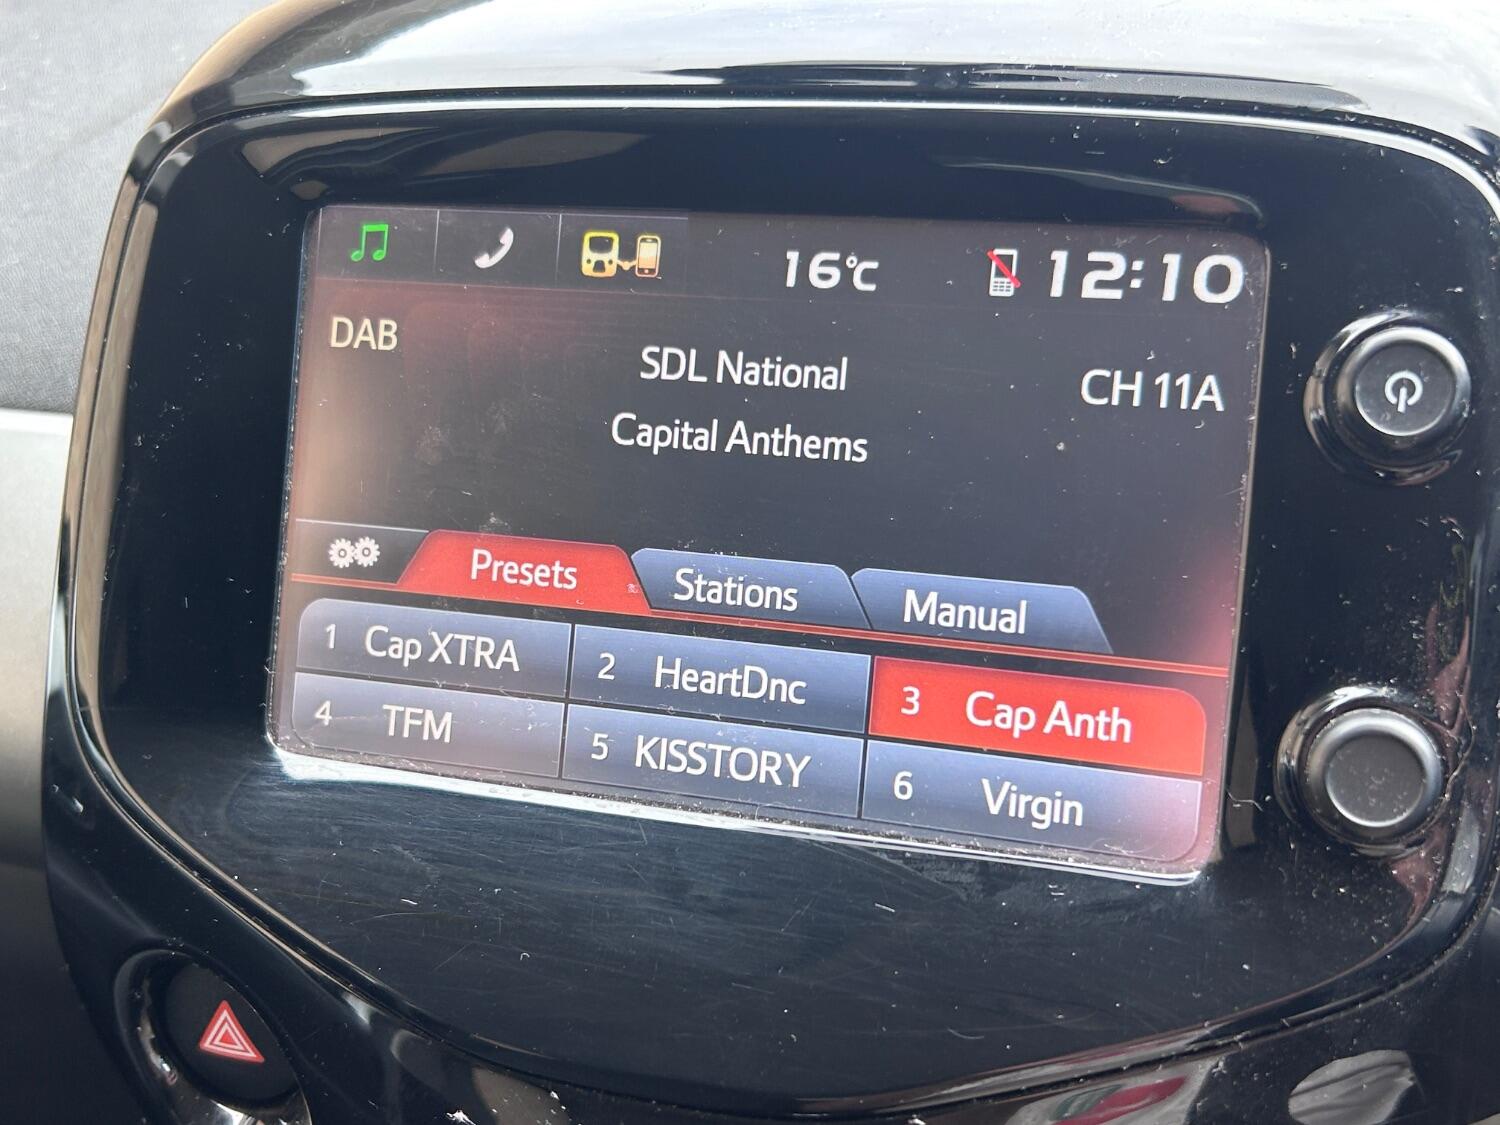 16°C 12:10
DAB
SDL National
CH 11A
Capital Anthems
Presets Stations Manual
1 Cap XTRA 2 HeartDnc 3 Cap Anth
4 TFM 5 KISSTORY 6 Virgin